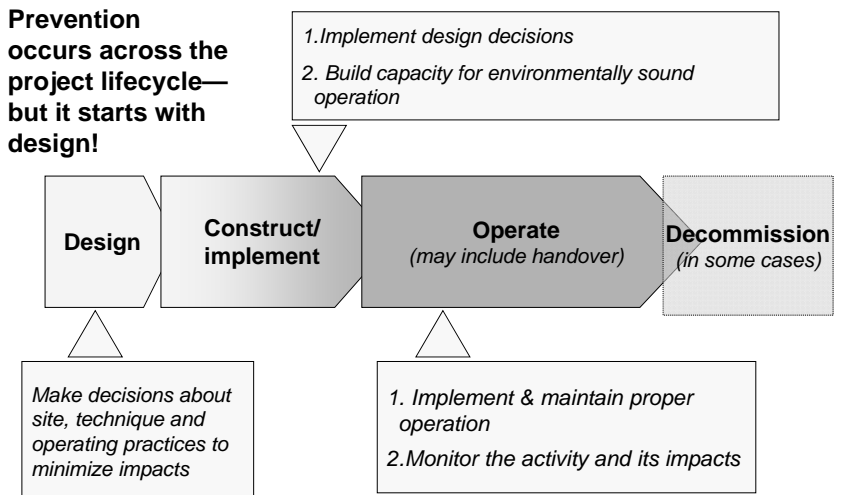 Prevention
occurs across the
project lifecycle—
but it starts with
design!
1.Implement design decisions
2. Build capacity for environmentally sound
operation
Design
Construct/
implement
Operate
(may include handover)
Decommission
(in some cases)
Make decisions about
site, technique and
operating practices to
minimize impacts
1. Implement & maintain proper
operation
2.Monitor the activity and its impacts